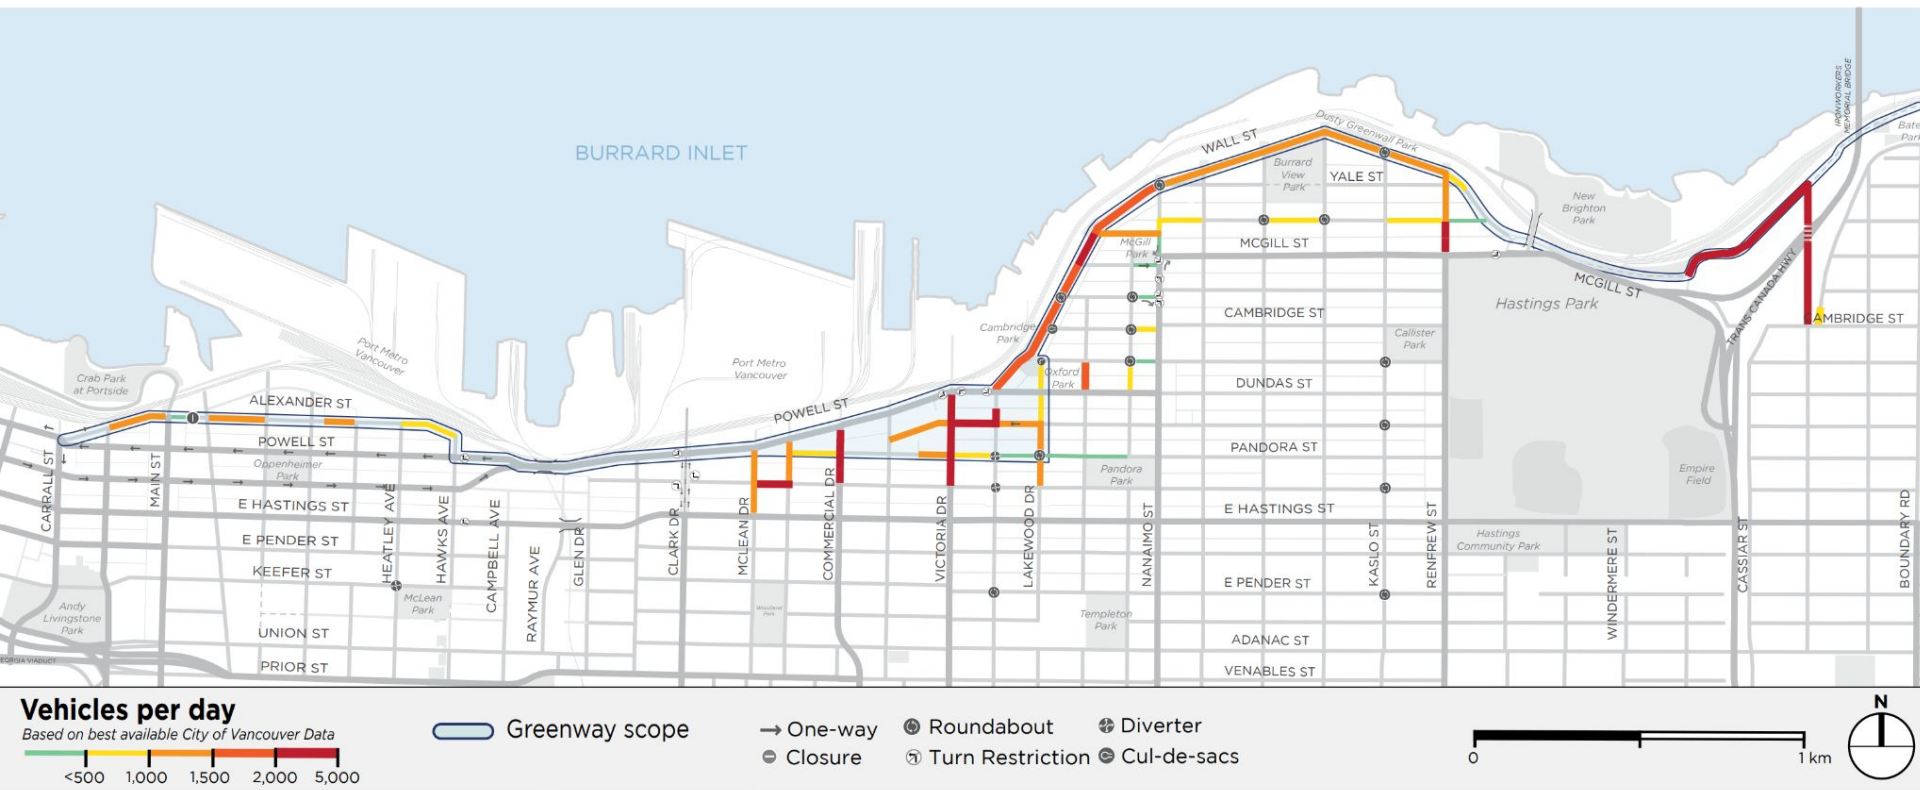 IRONWORKERS
MEMORIAL BRIDGE
BURRARD INLET
WALL ST
Dusty Greenwall Park
Burrard
View
Park
YALE ST
New
Brighton
Park
McGill
Park
MCGILL ST
MCGILL ST
TRANS CANADA HWY
Hastings Park
CAMBRIDGE ST
CAMBRIDGE ST
Cambridge
Park
Callister
Park
Port Metro
Vancouver
Port Metro
Vancouver
Crab Park
at Portside
Oxford
Park
DUNDAS ST
ALEXANDER ST
POWELL ST
POWELL ST
PANDORA ST
Oppenheimer
Park
Pandora
Park
Empire
Field
CARRALL ST
MAIN ST
HEATLEY AVE
HAWKS AVE
CAMPBELL AVE
RAYMUR AVE
GLEN DR
CLARK DR
MCLEAN DR
COMMERCIAL DR
VICTORIA DR
LAKEWOOD DR
NANAIMO ST
KASLO ST
RENFREW ST
WINDERMERE ST
CASSIAR ST
BOUNDARY RD
E HASTINGS ST
E HASTINGS ST
Hastings
Community Park
E PENDER ST
E PENDER ST
KEEFER ST
McLean
Park
Andy
Livingstone
Park
Woodland
Park
Templeton
Park
UNION ST
ADANAC ST
PRIOR ST
VENABLES ST
Vehicles per day
Based on best available City of Vancouver Data
<500 1,000 1,500 2,000 5,000
Greenway scope
One-way
Roundabout
Diverter
Closure
Turn Restriction
Cul-de-sacs
0 1 km
N